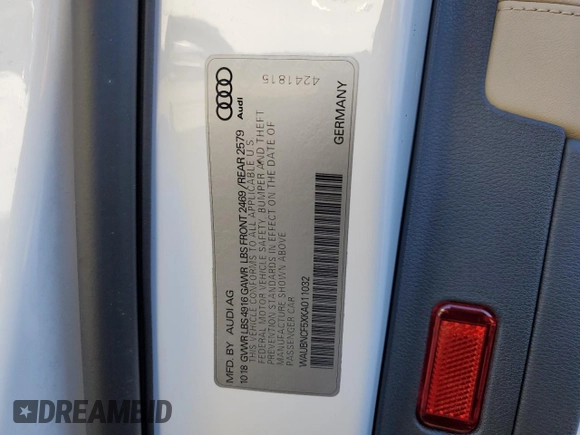 MFD. BY AUDI AG
Audi
10 18 GVWR LBS 4916 GAWR LBS FRONT 2469 /REAR 2579
THIS VEHICLE CONFORMS TO ALL APPLICABLE U.S.
FEDERAL MOTOR VEHICLE SAFETY, BUMPER AND THEFT
PREVENTION STANDARDS IN EFFECT ON THE DATE OF
MANUFACTURE SHOWN ABOVE
PASSENGER CAR
WAUBNCF5XKA011032
4241815
GERMANY
DREAMBID